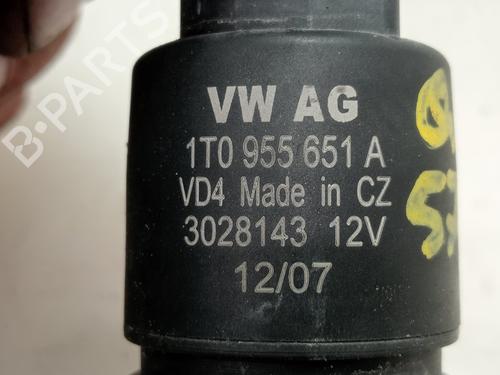 B-PARTS
VW AG
1T0 955 651 A
VD4 Made in CZ
3028143 12V
12/07